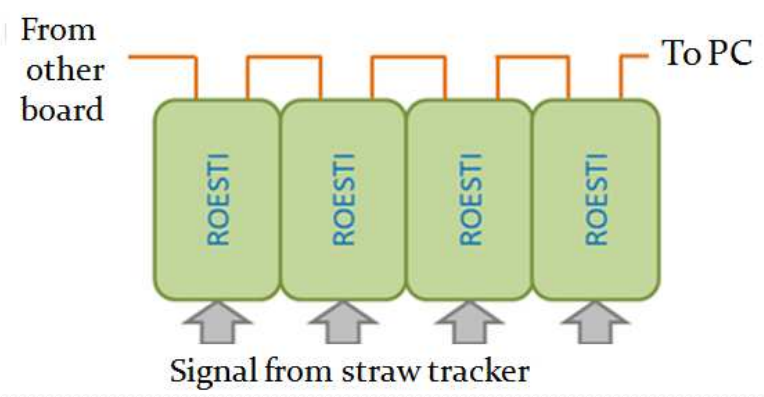 From
other
board
To PC
ROESTI
ROESTI
ROESTI
ROESTI
Signal from straw tracker